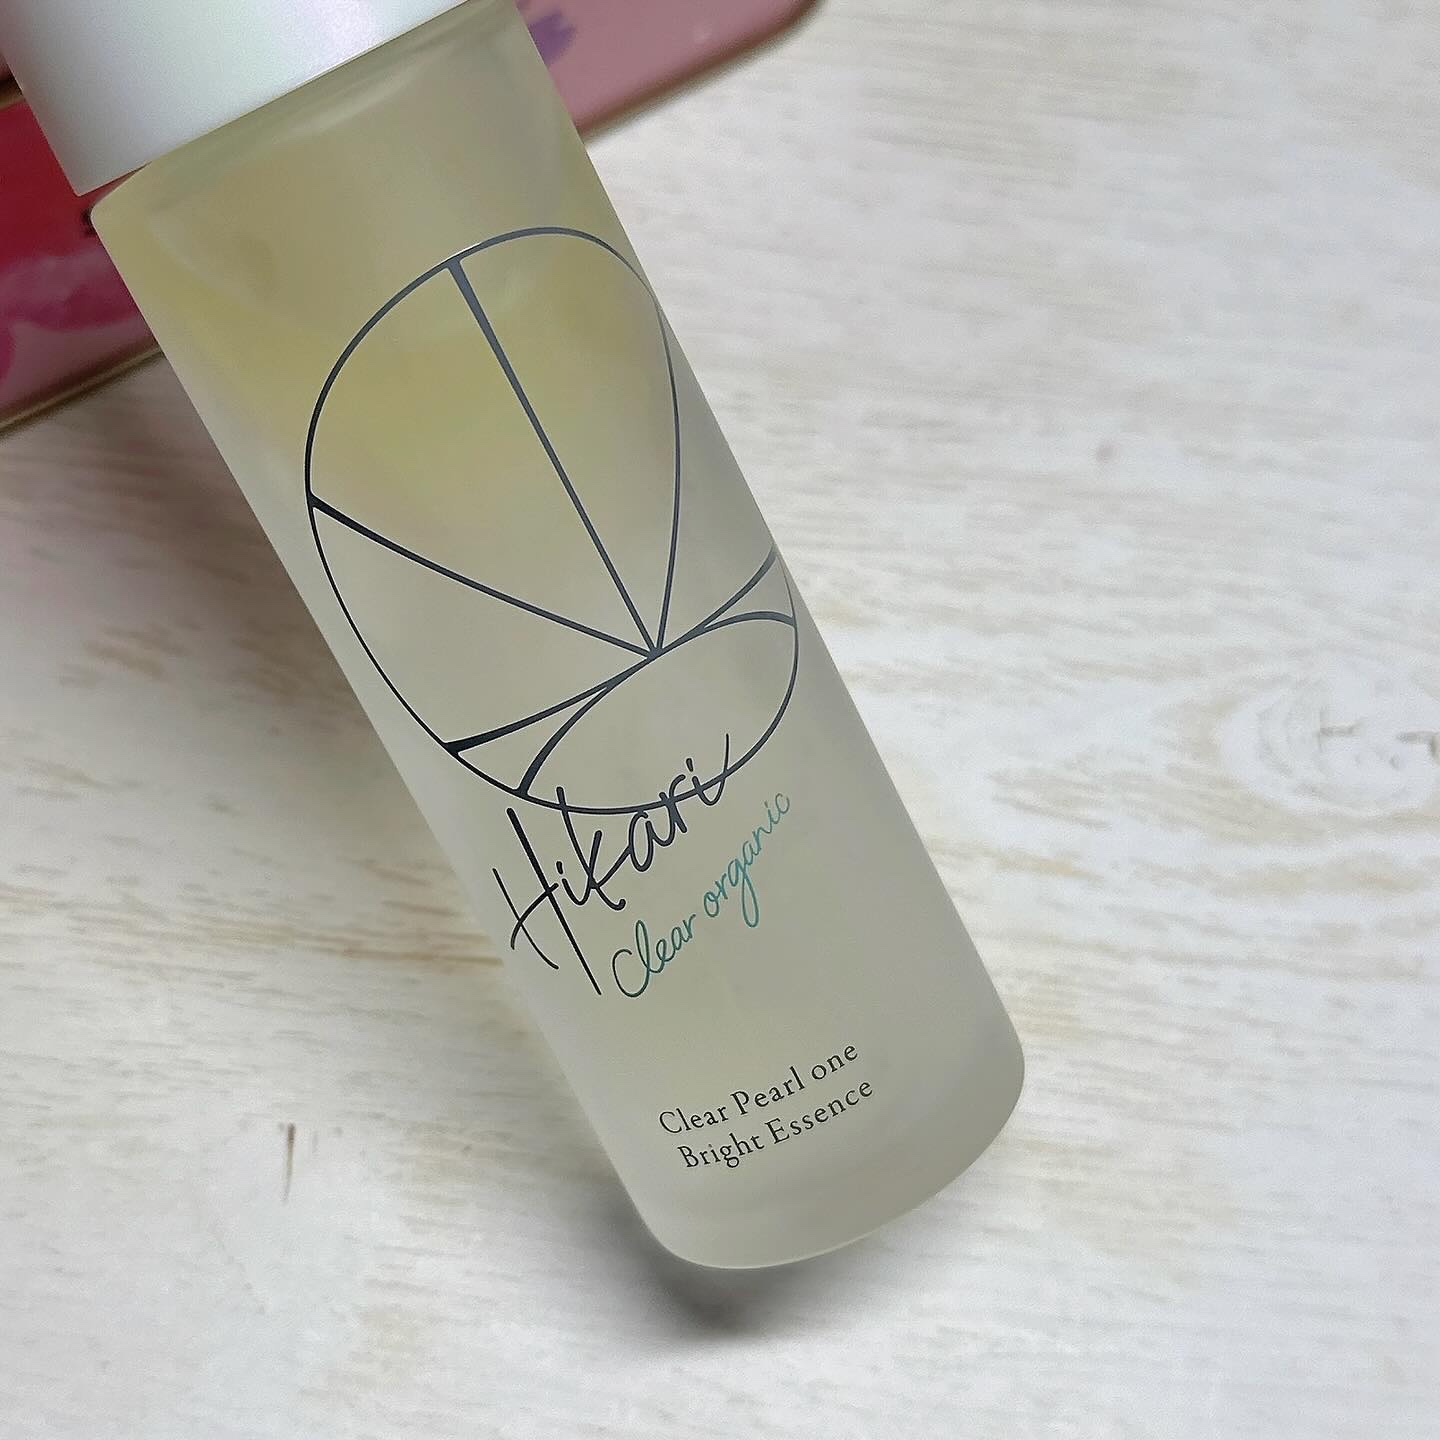 Hikari
Clear organic
Clear Pearl one
Bright Essence